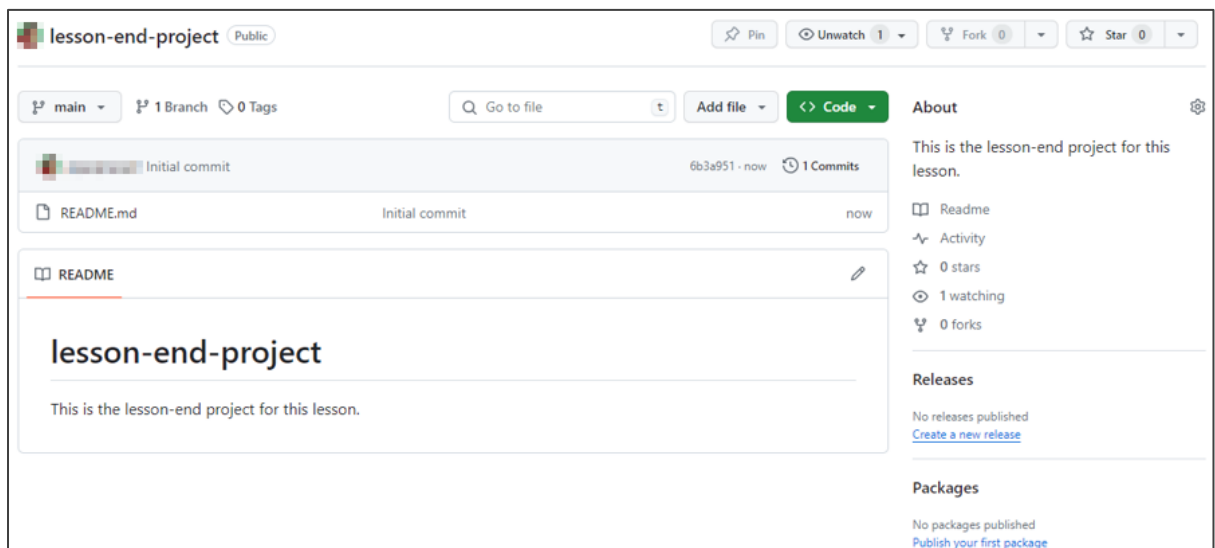 lesson-end-project Public
Pin
Unwatch 1
Fork 0
Star 0
main
1 Branch 0 Tags
Go to file t
Add file
<> Code
Initial commit
6b3a951 · now 1 Commits
README.md Initial commit now
README
lesson-end-project
This is the lesson-end project for this lesson.
About
This is the lesson-end project for this
lesson.
Readme
Activity
0 stars
1 watching
0 forks
Releases
No releases published
Create a new release
Packages
No packages published
Publish your first package